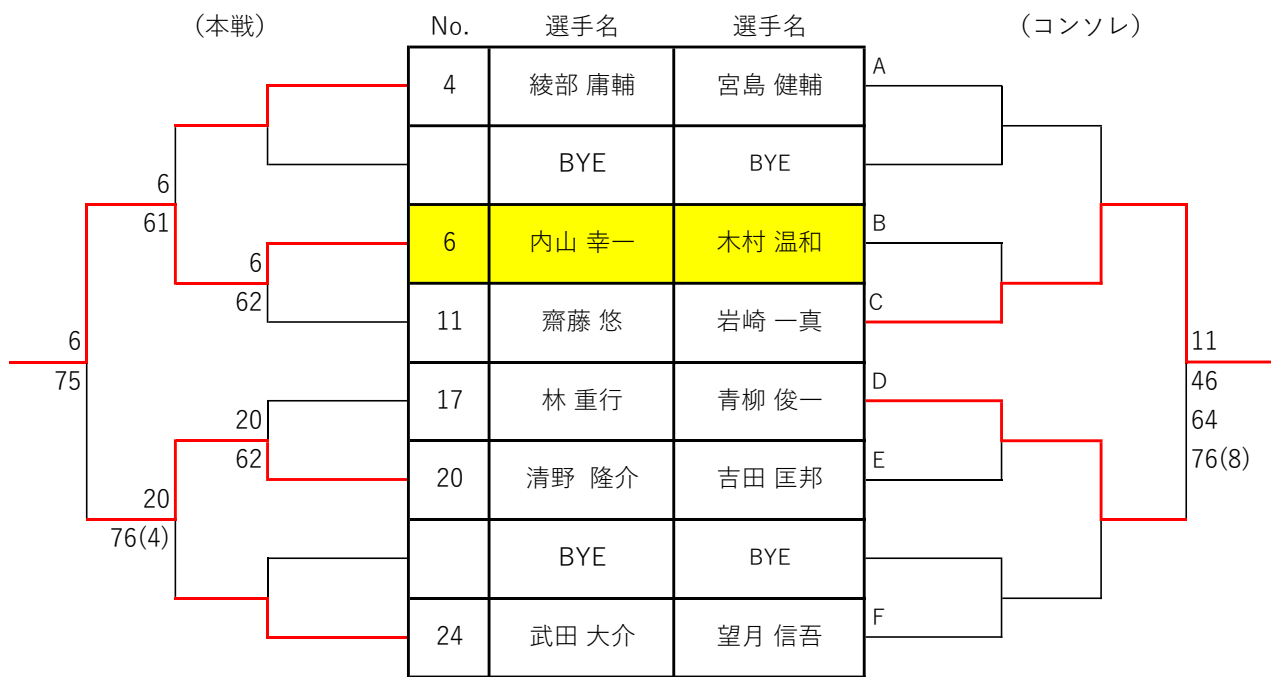 (本戦) No. 選手名 選手名 (コンソレ)
4 綾部 庸輔 宮島 健輔 A
BYE BYE
6
61
6 内山 幸一 木村 温和 B
6
62
11 齋藤 悠 岩崎 一真 C
6
75
11
46
64
76(8)
17 林 重行 青柳 俊一 D
20
62
20 清野 隆介 吉田 匡邦 E
20
76(4)
BYE BYE
24 武田 大介 望月 信吾 F